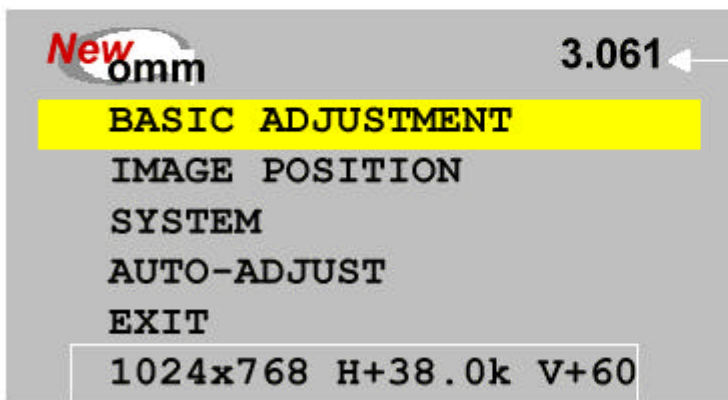 Newomm 3.061
BASIC ADJUSTMENT
IMAGE POSITION
SYSTEM
AUTO-ADJUST
EXIT
1024x768 H+38.0k V+60